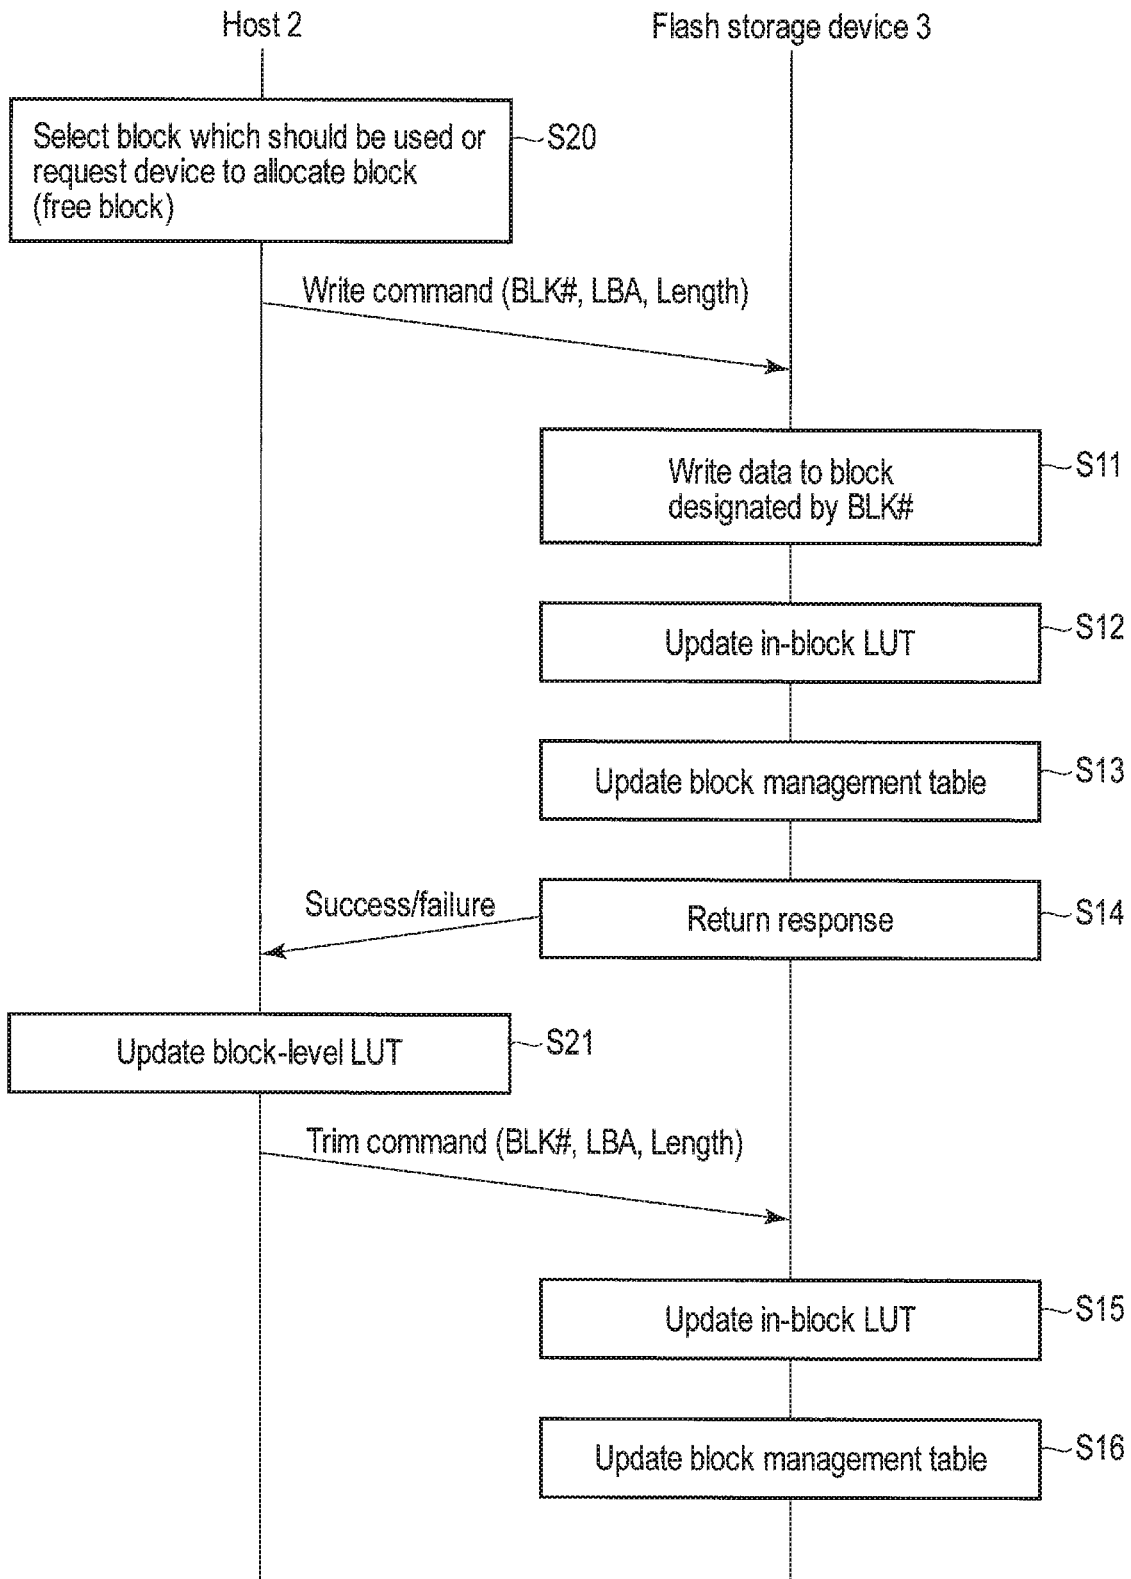 Host 2
Flash storage device 3
Select block which should be used or
request device to allocate block
(free block)
S20
Write command (BLK#, LBA, Length)
Write data to block
designated by BLK#
S11
Update in-block LUT
S12
Update block management table
S13
Success/failure
Return response
S14
Update block-level LUT
S21
Trim command (BLK#, LBA, Length)
Update in-block LUT
S15
Update block management table
S16